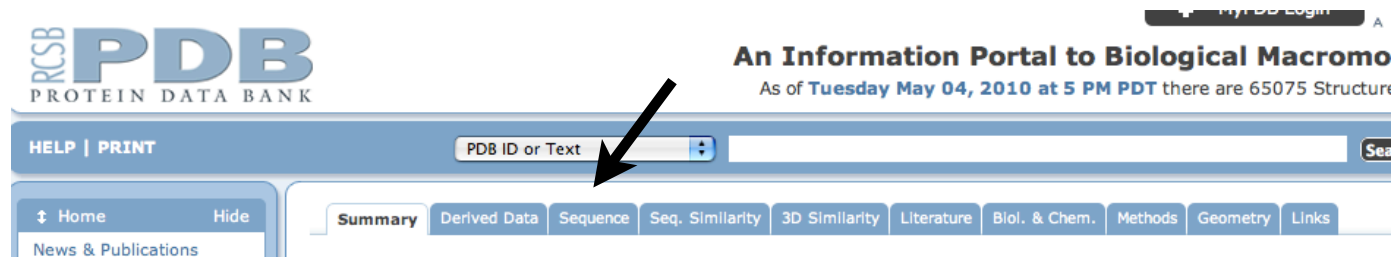 MyPDB Login
A
RCSB
PDB
PROTEIN DATA BANK
An Information Portal to Biological
As of Tuesday May 04, 2010 at 5 PM PDT there are 65075
HELP | PRINT
PDB ID or Text
Home Hide
Summary Derived Data Sequence Seq. Similarity 3D Similarity Literature Biol. & Chem. Methods Geometry Links
News & Publications